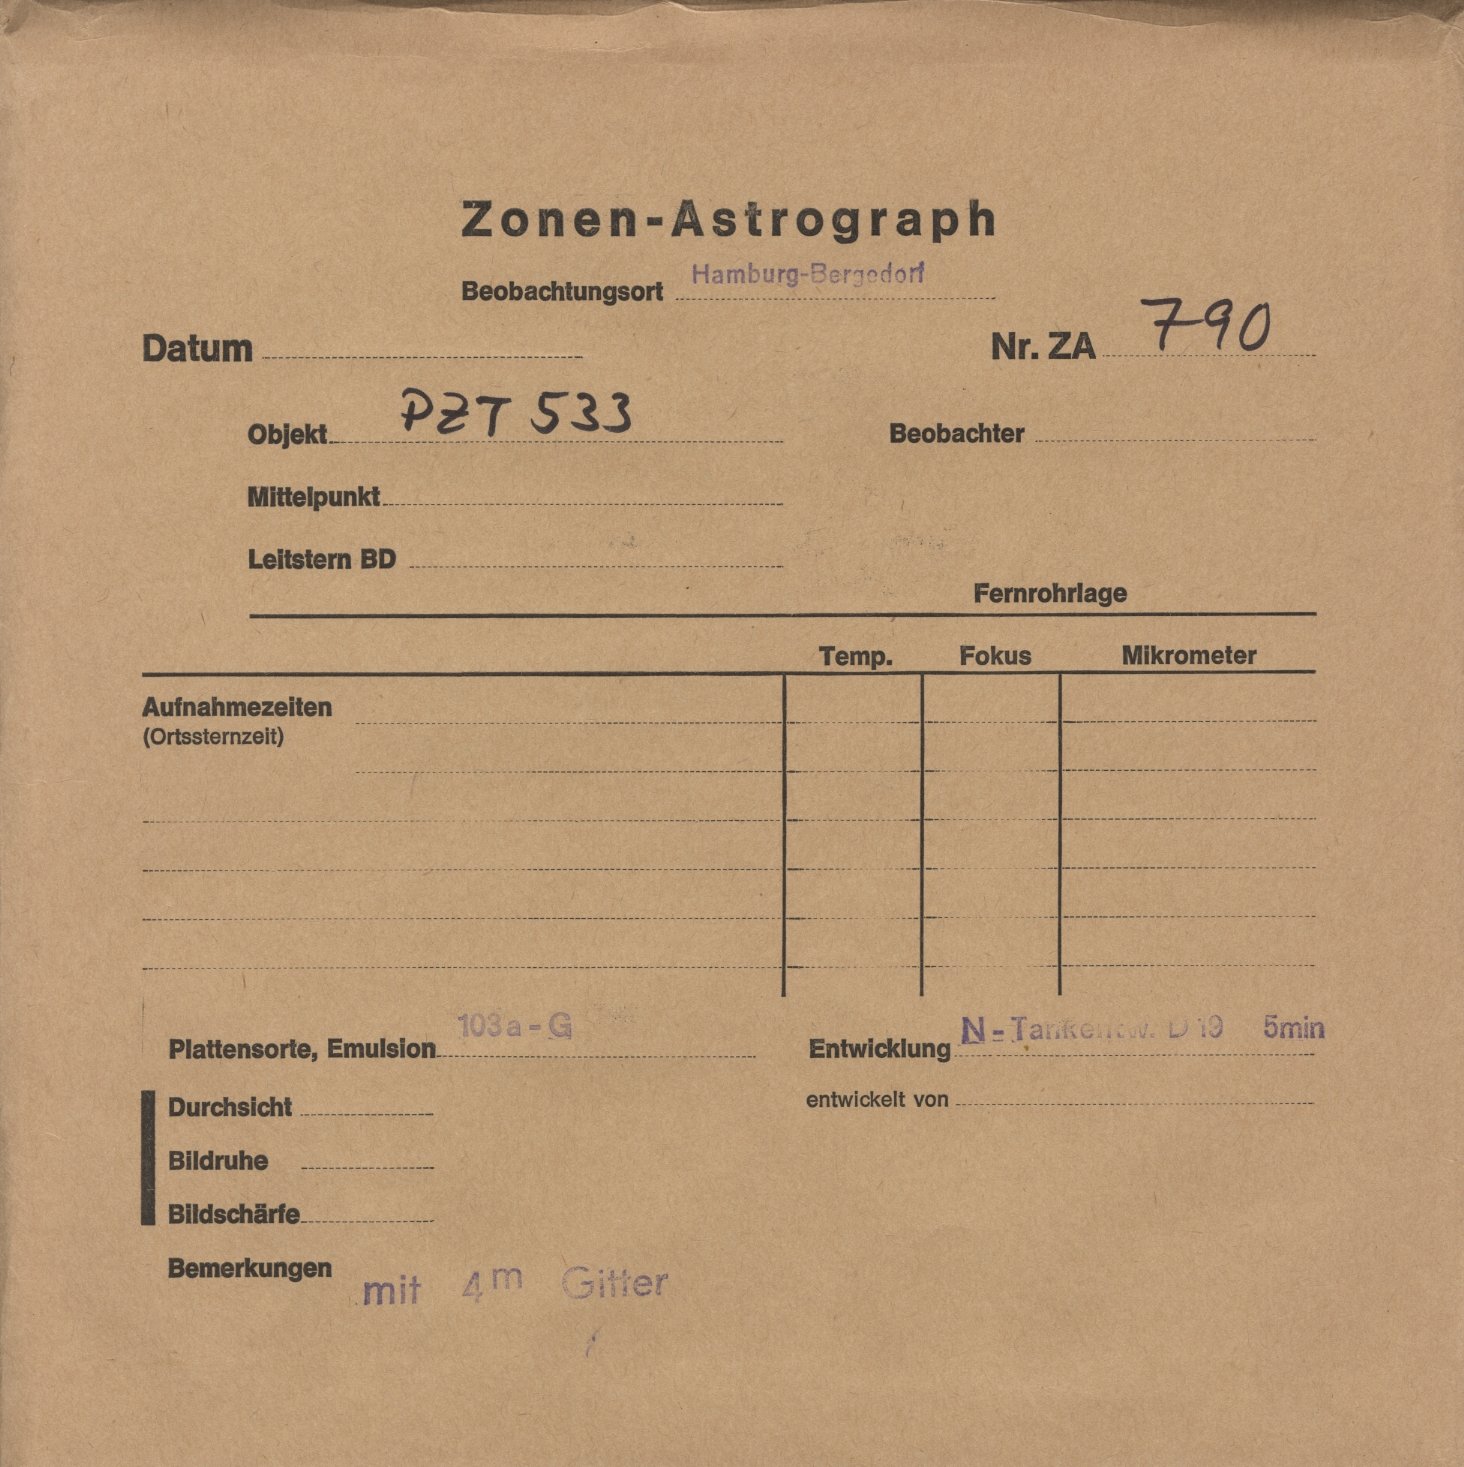 Zonen-Astrograph
Beobachtungsort Hamburg-Bergedorf
Datum Nr. ZA 790
Objekt PZT 533 Beobachter
Mittelpunkt
Leitstern BD
Fernrohrlage
Temp. Fokus Mikrometer
Aufnahmezeiten
(Ortssternzeit)
Plattensorte, Emulsion 103a-G Entwicklung N-Tankentw. D19 5min
Durchsicht entwickelt von
Bildruhe
Bildschärfe
Bemerkungen mit 4m Gitter